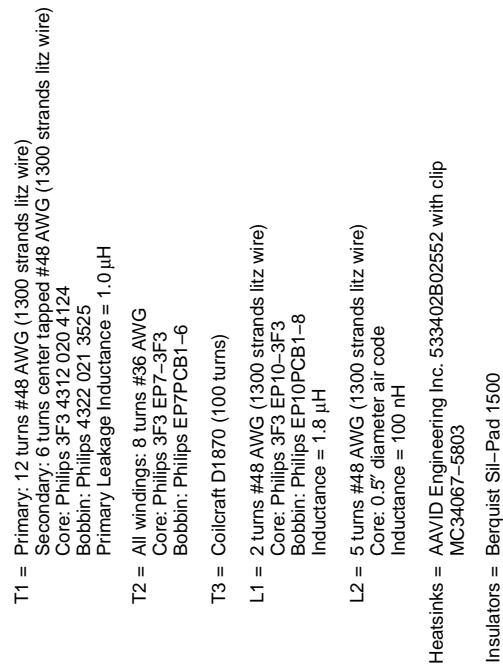 T1 = Primary: 12 turns #48 AWG (1300 strands litz wire)
Secondary: 6 turns center tapped #48 AWG (1300 strands litz wire)
Core: Philips 3F3 4312 020 4124
Bobbin: Philips 4322 021 3525
Primary Leakage Inductance = 1.0 μH
T2 = All windings: 8 turns #36 AWG
Core: Philips 3F3 EP7–3F3
Bobbin: Philips EP7PCB1–6
T3 = Coilcraft D1870 (100 turns)
L1 = 2 turns #48 AWG (1300 strands litz wire)
Core: Philips 3F3 EP10–3F3
Bobbin: Philips EP10PCB1–8
Inductance = 1.8 μH
L2 = 5 turns #48 AWG (1300 strands litz wire)
Core: 0.5″ diameter air code
Inductance = 100 nH
Heatsinks = AAVID Engineering Inc. 533402B02552 with clip
MC34067–5803
Insulators = Berquist Sil–Pad 1500